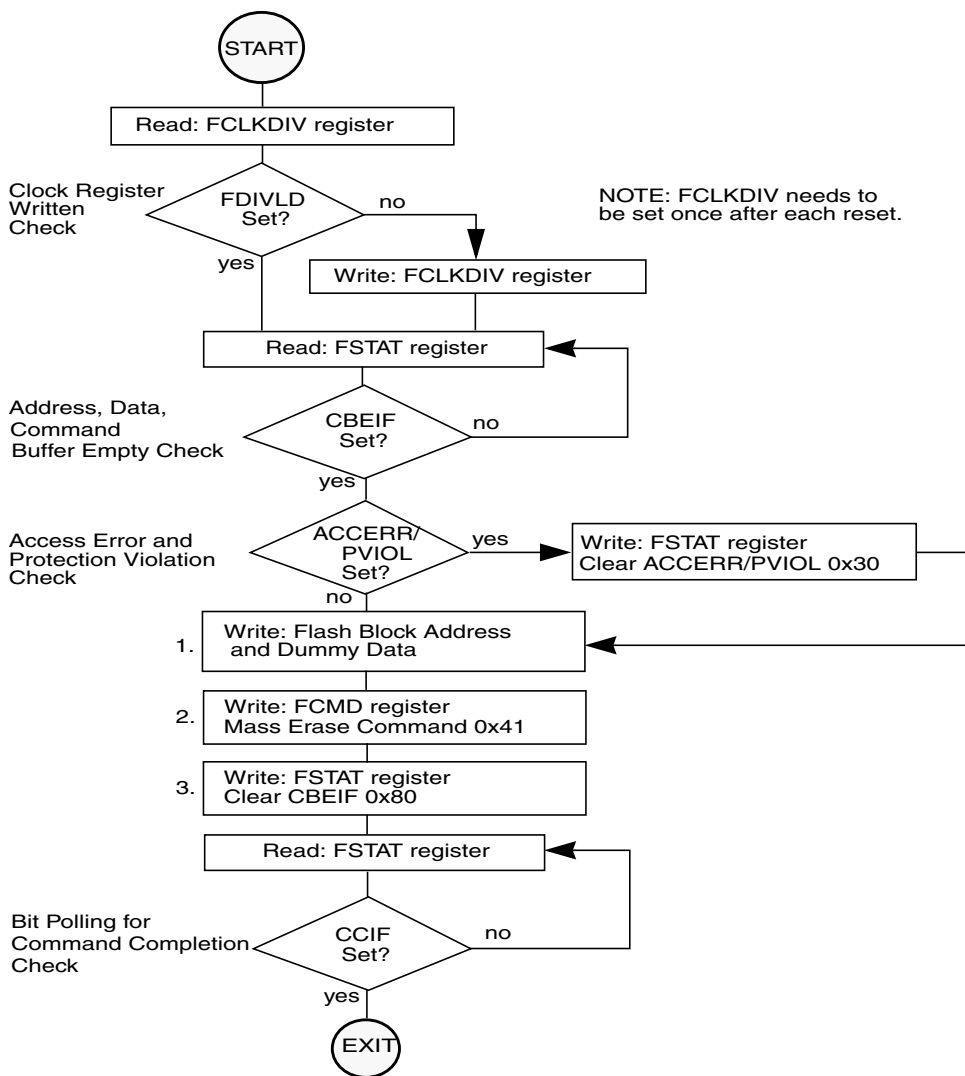 START
Read: FCLKDIV register
Clock Register
Written
Check
FDIVLD
Set?
no
yes
NOTE: FCLKDIV needs to
be set once after each reset.
Write: FCLKDIV register
Read: FSTAT register
Address, Data,
Command
Buffer Empty Check
CBEIF
Set?
no
yes
Access Error and
Protection Violation
Check
ACCERR/
PVIOL
Set?
yes
no
Write: FSTAT register
Clear ACCERR/PVIOL 0x30
1.
Write: Flash Block Address
and Dummy Data
2.
Write: FCMD register
Mass Erase Command 0x41
3.
Write: FSTAT register
Clear CBEIF 0x80
Read: FSTAT register
Bit Polling for
Command Completion
Check
CCIF
Set?
no
yes
EXIT